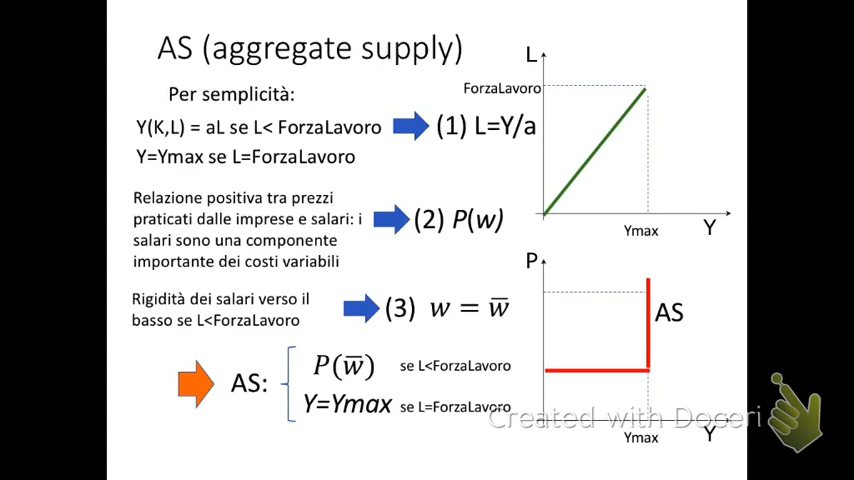 AS (aggregate supply)
Per semplicità:
Y(K,L) = aL se L< ForzaLavoro
(1) L=Y/a
Y=Ymax se L=ForzaLavoro
Relazione positiva tra prezzi
praticati dalle imprese e salari: i
salari sono una componente
importante dei costi variabili
(2) P(w)
Rigidità dei salari verso il
basso se L<ForzaLavoro
(3) w = w̅
AS:
P(w̅) se L<ForzaLavoro
Y=Ymax se L=ForzaLavoro
L
ForzaLavoro
Ymax
Y
P
AS
Ymax
Y
Created with Doceri